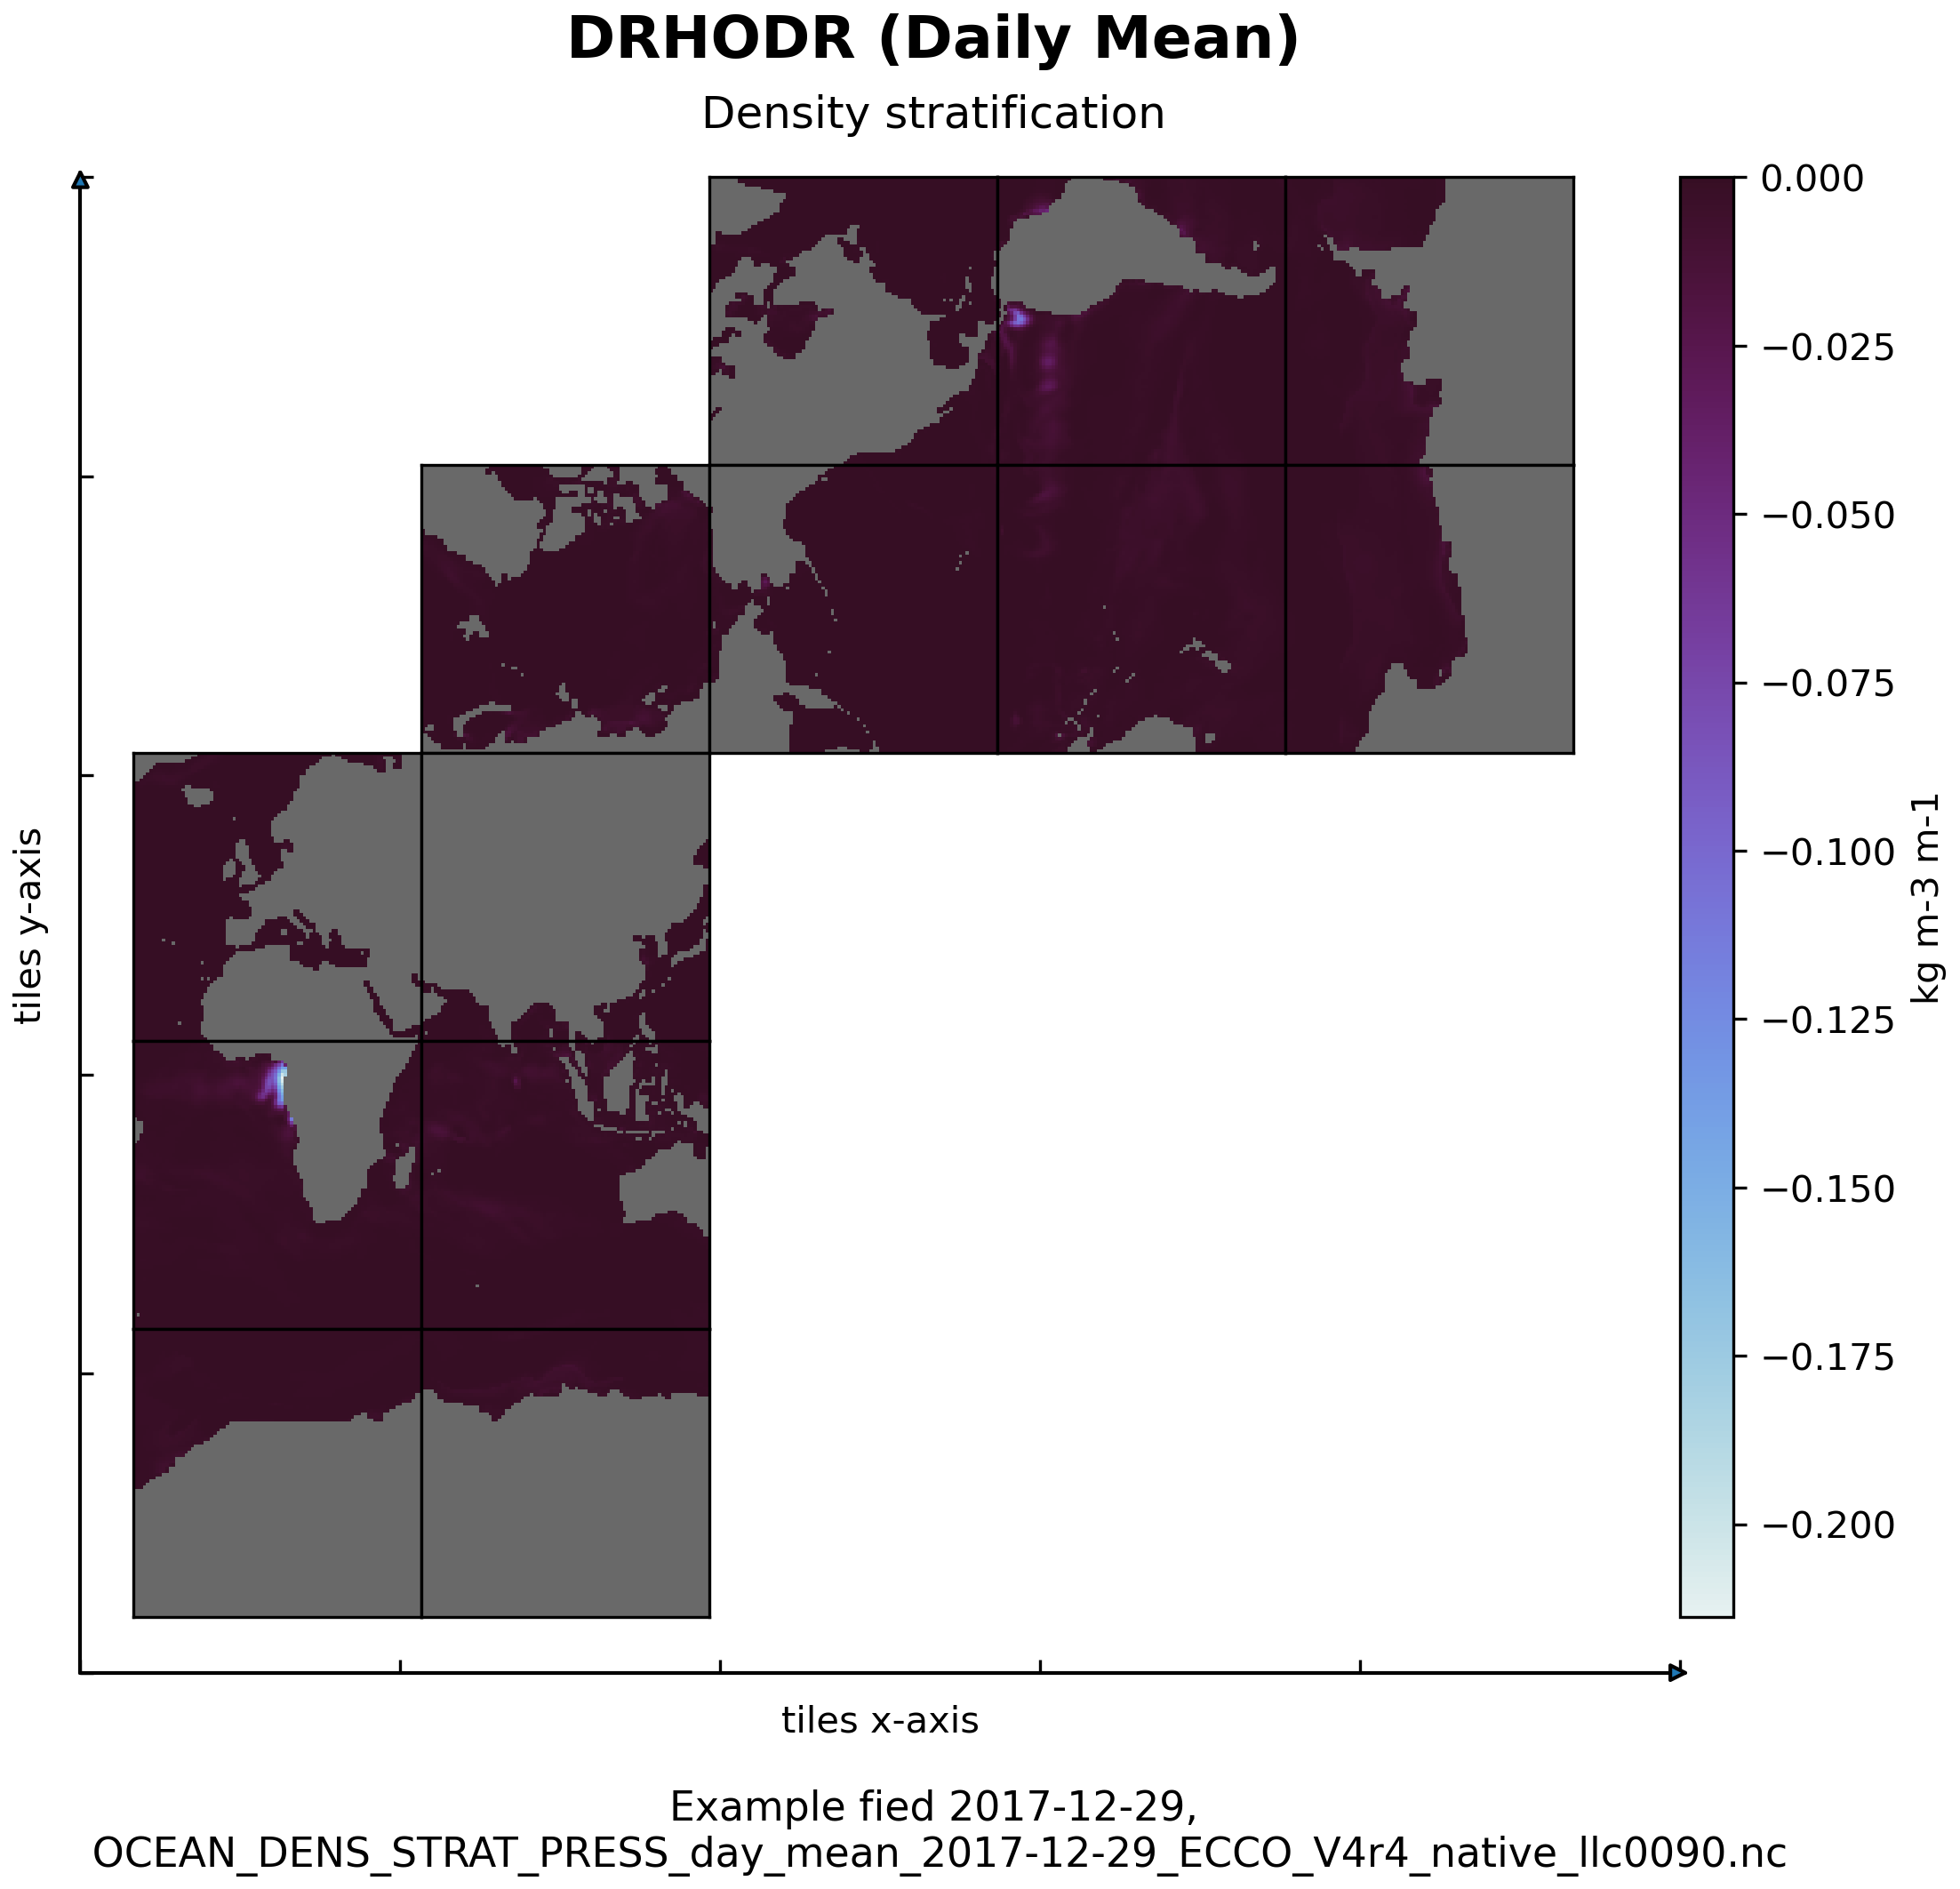 DRHODR (Daily Mean)
Density stratification
0.000
−0.025
−0.050
−0.075
−0.100
−0.125
−0.150
−0.175
−0.200
kg m-3 m-1
tiles y-axis
tiles x-axis
Example fied 2017-12-29,
OCEAN_DENS_STRAT_PRESS_day_mean_2017-12-29_ECCO_V4r4_native_llc0090.nc